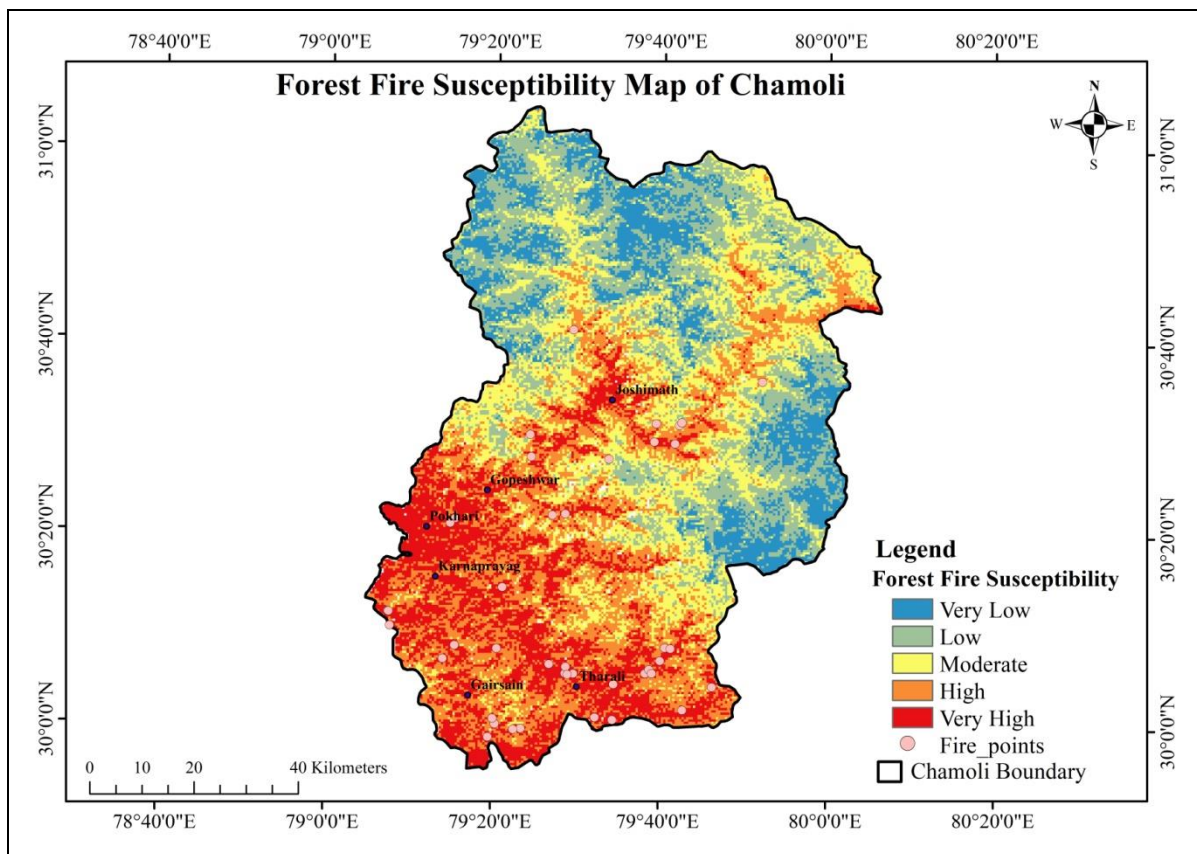 78°40'0"E 79°0'0"E 79°20'0"E 79°40'0"E 80°0'0"E 80°20'0"E
Forest Fire Susceptibility Map of Chamoli
N
W E
S
31°0'0"N
31°0'0"N
30°40'0"N
30°40'0"N
Joshimath
Gopeshwar
Pokhari
30°20'0"N
30°20'0"N
Karnaprayag
Legend
Forest Fire Susceptibility
Very Low
Low
Moderate
High
Very High
Fire_points
Chamoli Boundary
Tharali
Gairsain
30°0'0"N
30°0'0"N
0 10 20 40 Kilometers
78°40'0"E 79°0'0"E 79°20'0"E 79°40'0"E 80°0'0"E 80°20'0"E